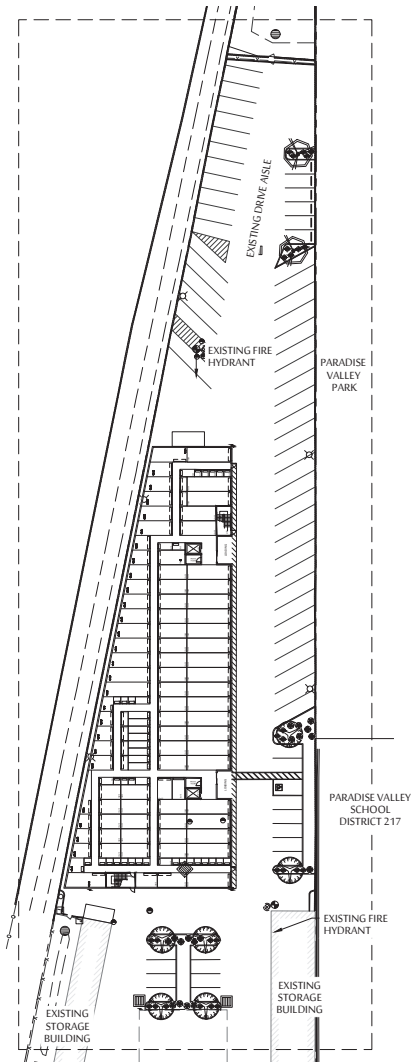 EXISTING DRIVE AISLE
EXISTING FIRE
HYDRANT
PARADISE
VALLEY
PARK
PARADISE VALLEY
SCHOOL
DISTRICT 217
EXISTING FIRE
HYDRANT
EXISTING
STORAGE
BUILDING
EXISTING
STORAGE
BUILDING